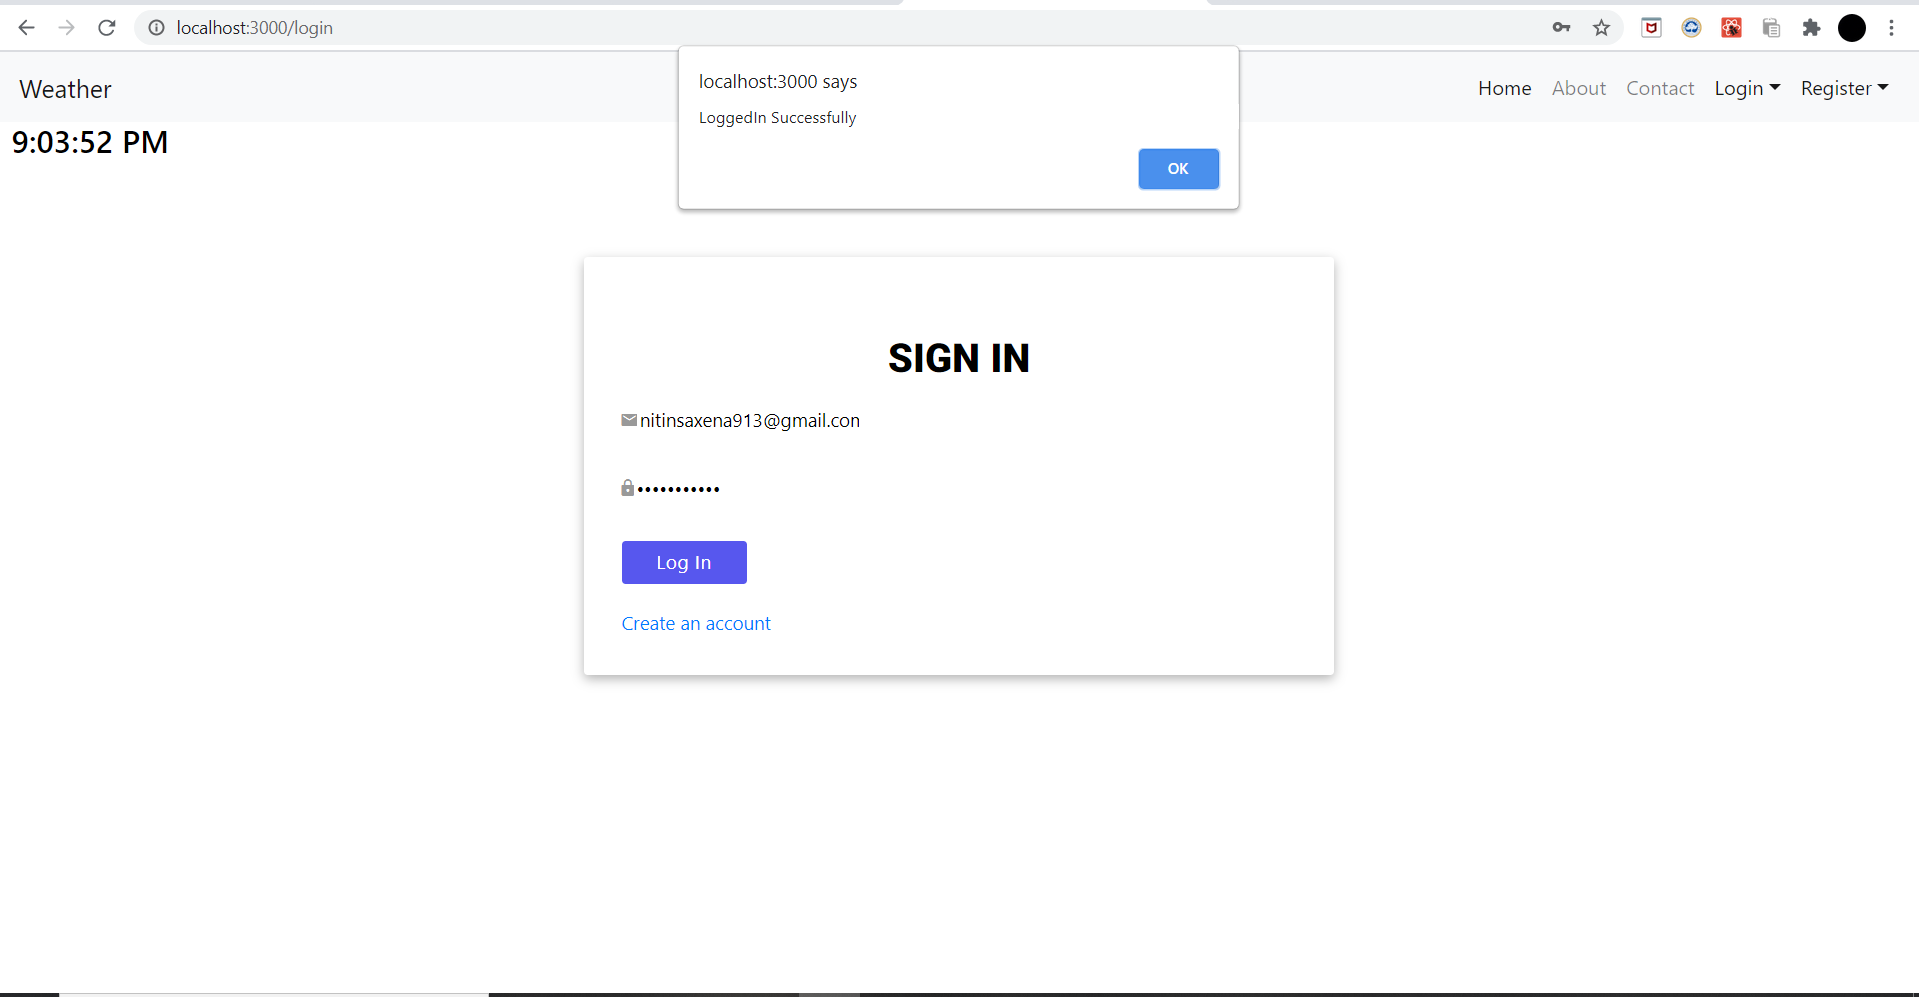 localhost:3000/login
localhost:3000 says
LoggedIn Successfully
OK
Weather
Home About Contact Login Register
9:03:52 PM
SIGN IN
nitinsaxena913@gmail.con
•••••••••••
Log In
Create an account